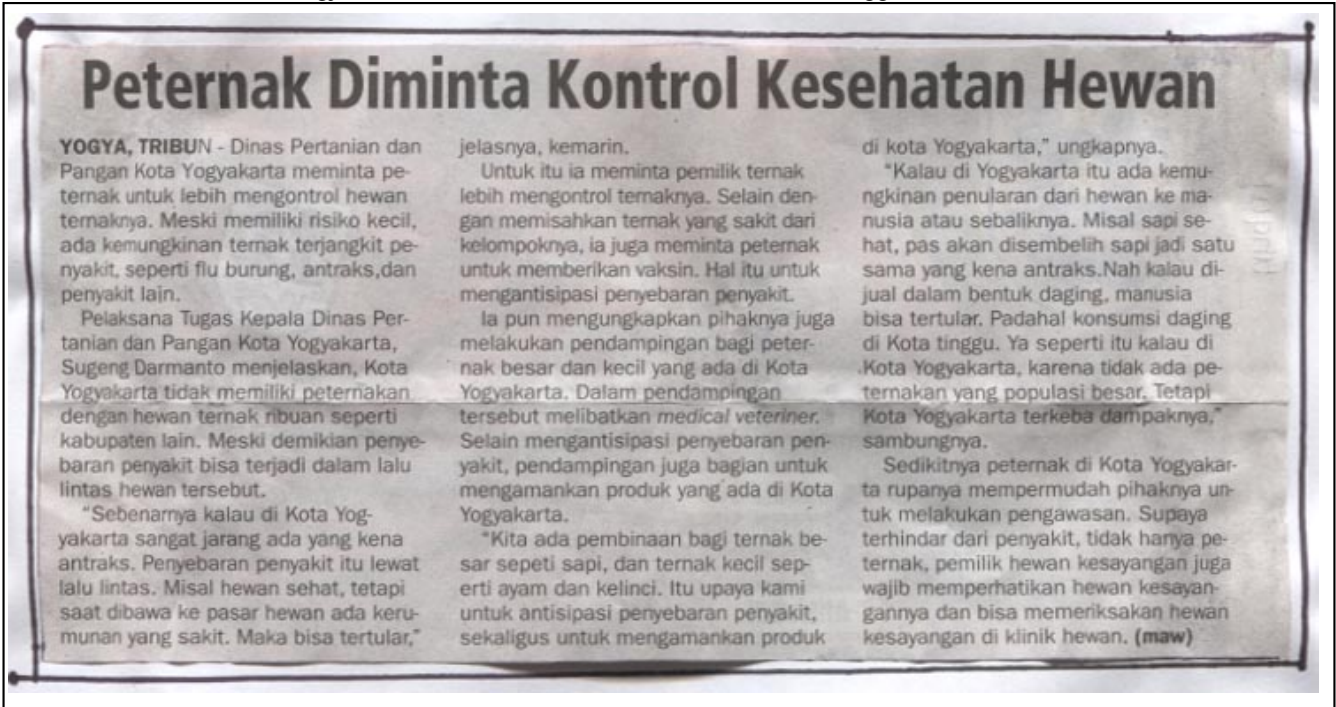 Peternak Diminta Kontrol Kesehatan Hewan
YOGYA, TRIBUN - Dinas Pertanian dan
Pangan Kota Yogyakarta meminta pe-
ternak untuk lebih mengontrol hewan
ternaknya. Meski memiliki risiko kecil,
ada kemungkinan ternak terjangkit pe-
nyakit, seperti flu burung, antraks,dan
penyakit lain.
Pelaksana Tugas Kepala Dinas Per-
tanian dan Pangan Kota Yogyakarta,
Sugeng Darmanto menjelaskan, Kota
Yogyakarta tidak memiliki peternakan
dengan hewan ternak ribuan seperti
kabupaten lain. Meski demikian penye-
baran penyakit bisa terjadi dalam lalu
lintas hewan tersebut.
"Sebenarnya kalau di Kota Yog-
yakarta sangat jarang ada yang kena
antraks. Penyebaran penyakit itu lewat
lalu lintas. Misal hewan sehat, tetapi
saat dibawa ke pasar hewan ada keru-
munan yang sakit. Maka bisa tertular,"
jelasnya, kemarin.
Untuk itu ia meminta pemilik ternak
lebih mengontrol ternaknya. Selain den-
gan memisahkan ternak yang sakit dari
kelompoknya, ia juga meminta peternak
untuk memberikan vaksin. Hal itu untuk
mengantisipasi penyebaran penyakit.
Ia pun mengungkapkan pihaknya juga
melakukan pendampingan bagi peter-
nak besar dan kecil yang ada di Kota
Yogyakarta. Dalam pendampingan
tersebut melibatkan medical veteriner.
Selain mengantisipasi penyebaran pen-
yakit, pendampingan juga bagian untuk
mengamankan produk yang ada di Kota
Yogyakarta.
"Kita ada pembinaan bagi ternak be-
sar sepeti sapi, dan ternak kecil sep-
erti ayam dan kelinci. Itu upaya kami
untuk antisipasi penyebaran penyakit,
sekaligus untuk mengamankan produk
di kota Yogyakarta," ungkapnya.
"Kalau di Yogyakarta itu ada kemu-
ngkinan penularan dari hewan ke ma-
nusia atau sebaliknya. Misal sapi se-
hat, pas akan disembelih sapi jadi satu
sama yang kena antraks.Nah kalau di-
jual dalam bentuk daging, manusia
bisa tertular. Padahal konsumsi daging
di Kota tinggu. Ya seperti itu kalau di
Kota Yogyakarta, karena tidak ada pe-
ternakan yang populasi besar. Tetapi
Kota Yogyakarta terkeba dampaknya,"
sambungnya.
Sedikitnya peternak di Kota Yogyakar-
ta rupanya mempermudah pihaknya un-
tuk melakukan pengawasan. Supaya
terhindar dari penyakit, tidak hanya pe-
ternak, pemilik hewan kesayangan juga
wajib memperhatikan hewan kesayan-
gannya dan bisa memeriksakan hewan
kesayangan di klinik hewan. (maw)